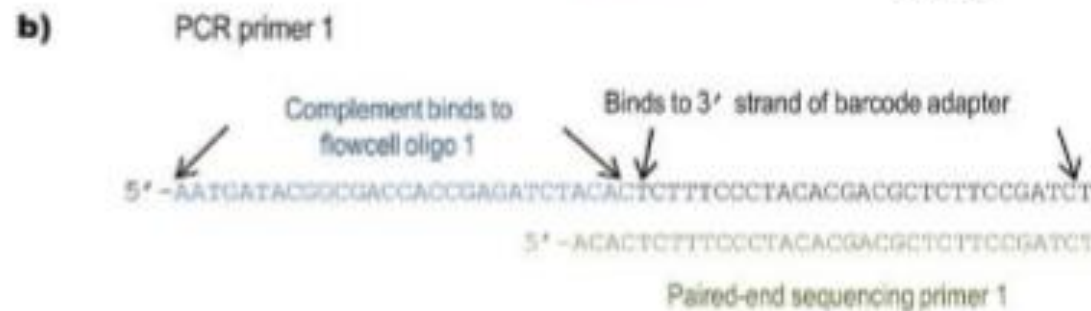 b) PCR primer 1
Complement binds to
flowcell oligo 1
Binds to 3′ strand of barcode adapter
5′-AATGATACGGCGACCACCGAGATCTACACTCTTTCCCTACACGACGCTCTTCCGATCT
5′-ACACTCTTTCCCTACACGACGCTCTTCCGATCT
Paired-end sequencing primer 1